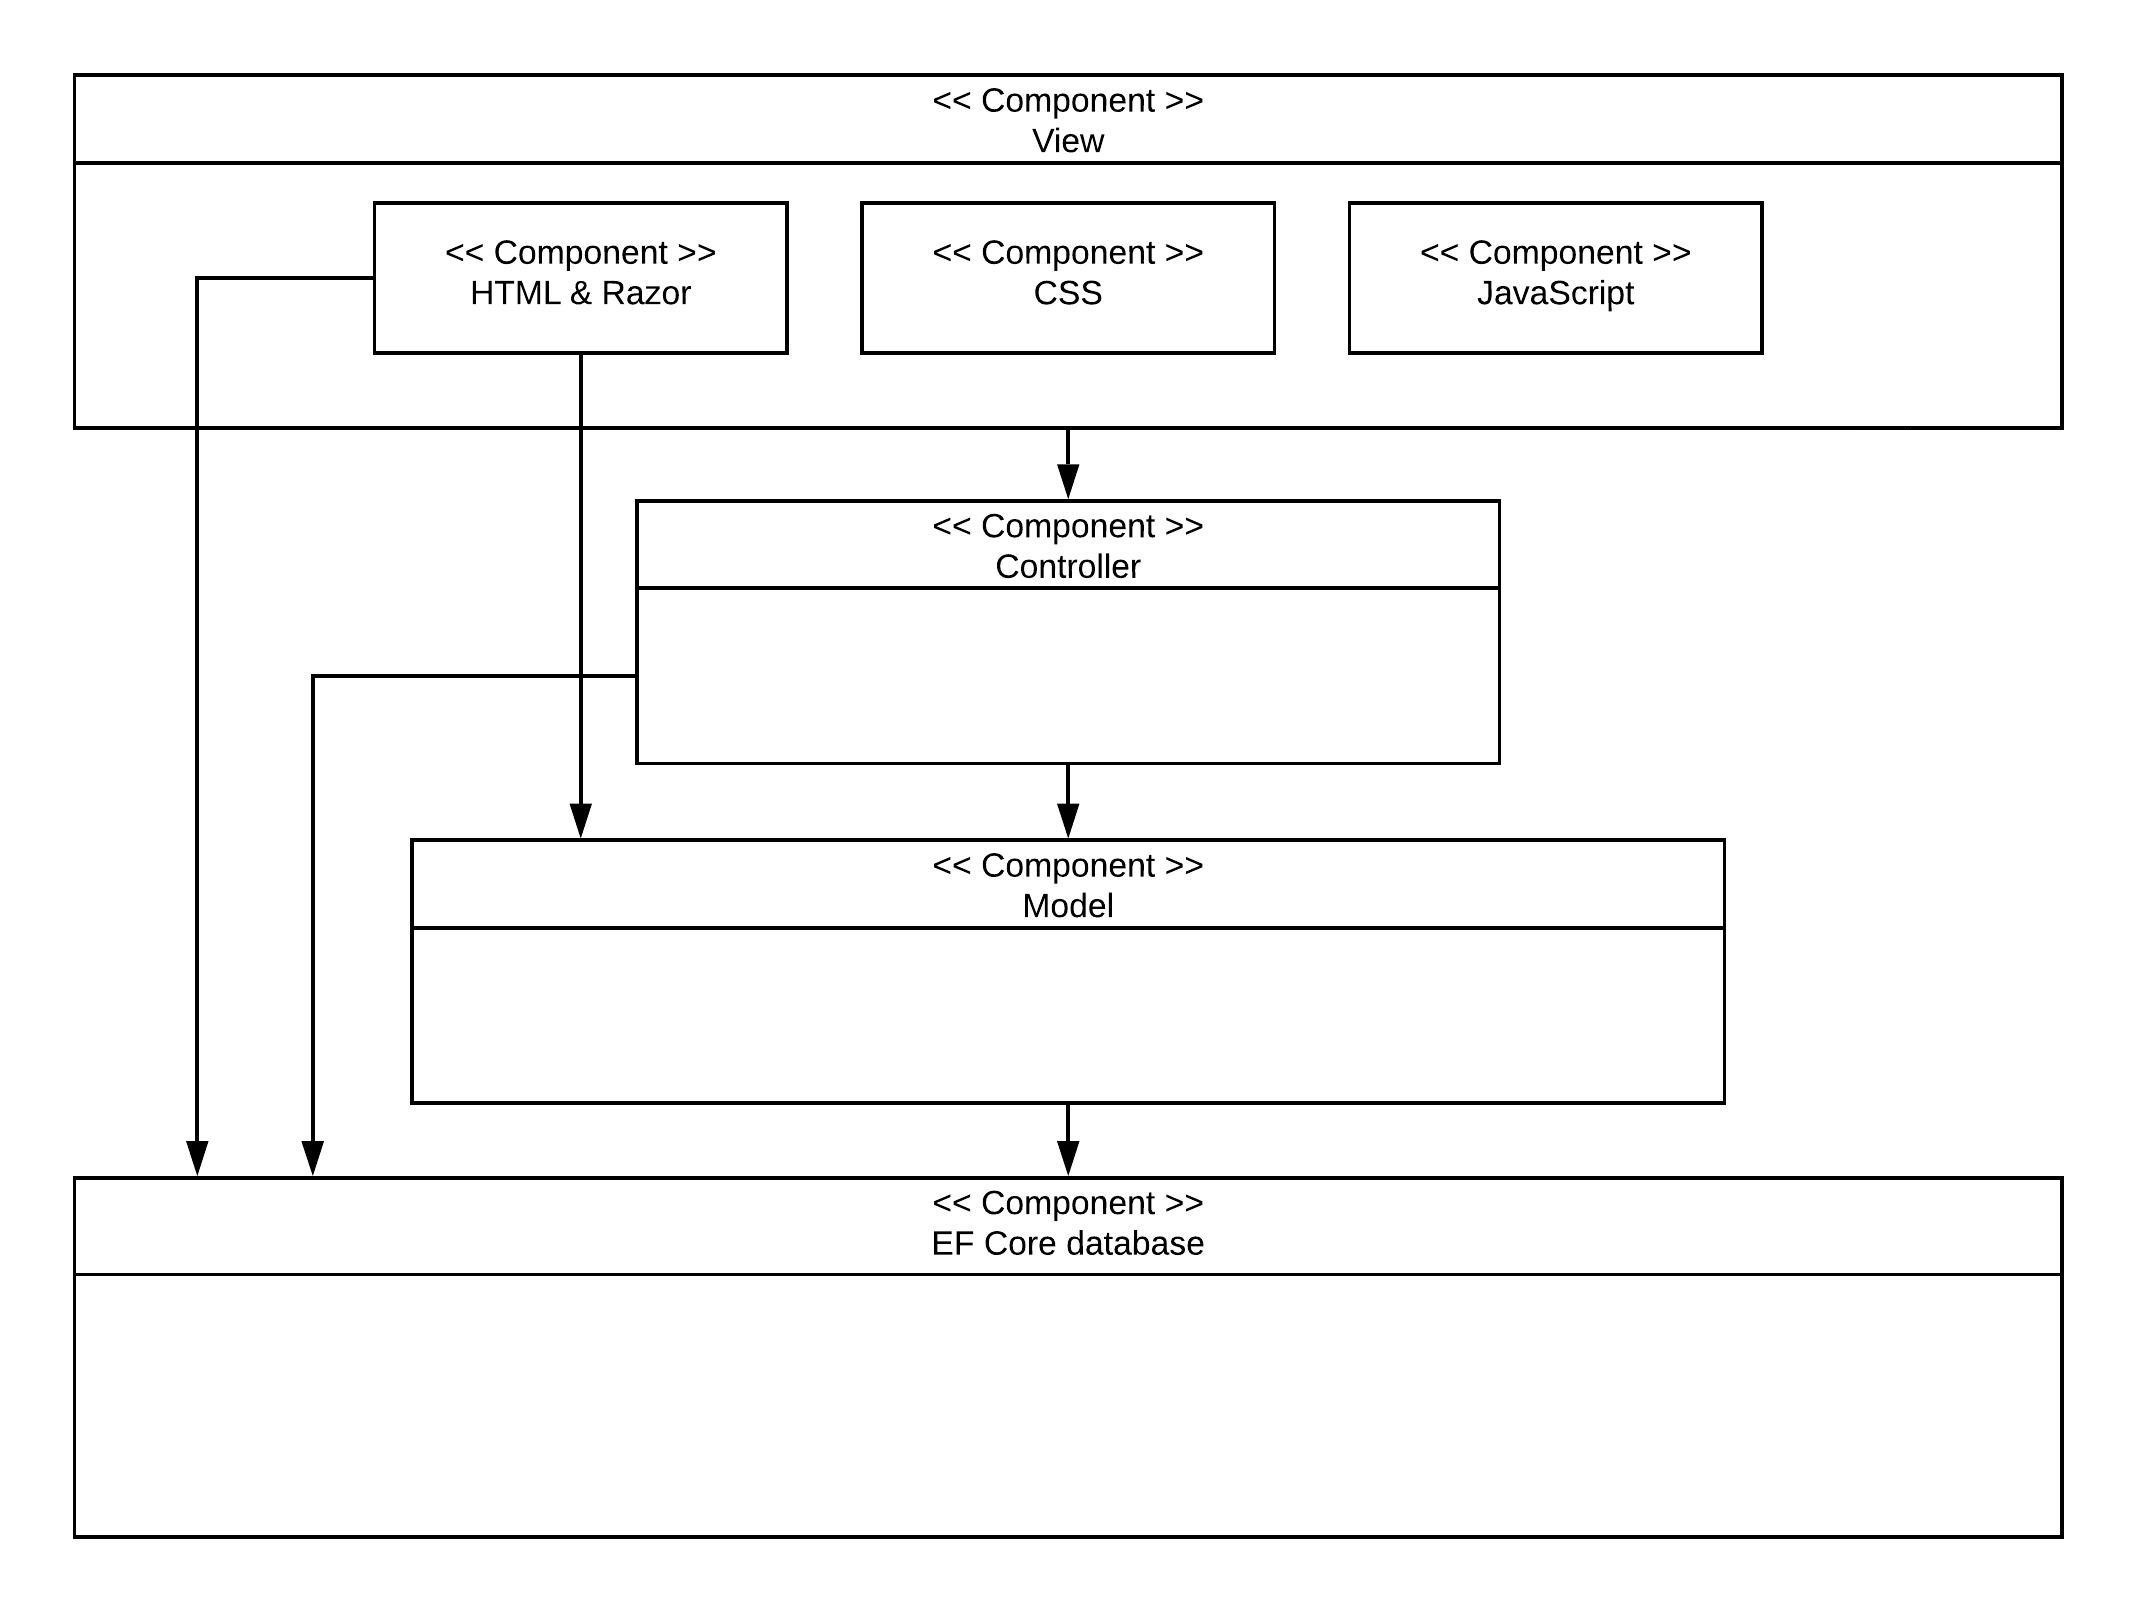 << Component >>
View
<< Component >>
HTML & Razor
<< Component >>
CSS
<< Component >>
JavaScript
<< Component >>
Controller
<< Component >>
Model
<< Component >>
EF Core database